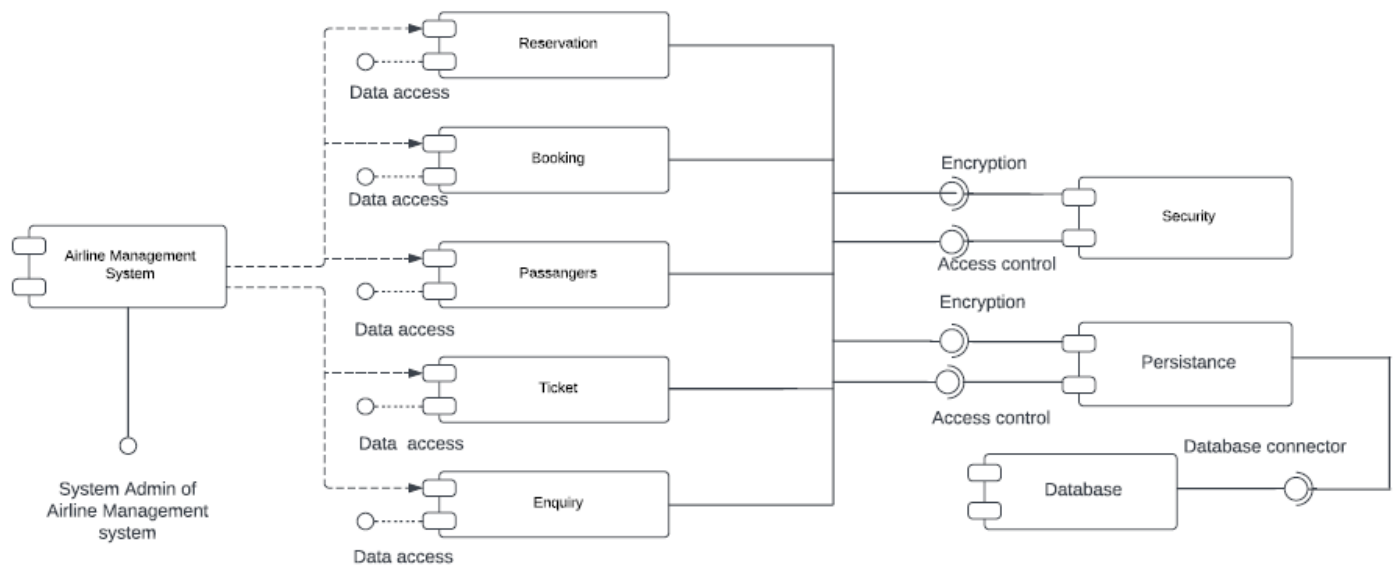 Reservation
Data access
Booking
Data access
Encryption
Security
Access control
Airline Management
System
Passangers
Data access
Encryption
Persistance
Access control
Ticket
Data access
Database connector
Database
System Admin of
Airline Management
system
Enquiry
Data access